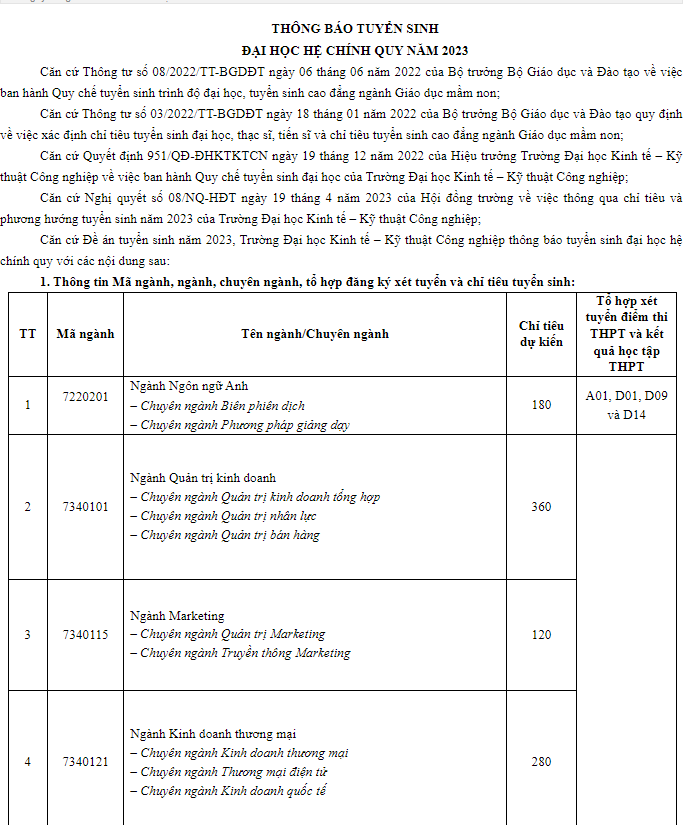 THÔNG BÁO TUYỂN SINH
ĐẠI HỌC HỆ CHÍNH QUY NĂM 2023
Căn cứ Thông tư số 08/2022/TT-BGDĐT ngày 06 tháng 06 năm 2022 của Bộ trưởng Bộ Giáo dục và Đào tạo về việc
ban hành Quy chế tuyển sinh trình độ đại học, tuyển sinh cao đẳng ngành Giáo dục mầm non;
Căn cứ Thông tư số 03/2022/TT-BGDĐT ngày 18 tháng 01 năm 2022 của Bộ trưởng Bộ Giáo dục và Đào tạo quy định
về việc xác định chỉ tiêu tuyển sinh đại học, thạc sĩ, tiến sĩ và chỉ tiêu tuyển sinh cao đẳng ngành Giáo dục mầm non;
Căn cứ Quyết định 951/QĐ-ĐHKTKTCN ngày 19 tháng 12 năm 2022 của Hiệu trưởng Trường Đại học Kinh tế – Kỹ
thuật Công nghiệp về việc ban hành Quy chế tuyển sinh đại học của Trường Đại học Kinh tế – Kỹ thuật Công nghiệp;
Căn cứ Nghị quyết số 08/NQ-HĐT ngày 19 tháng 4 năm 2023 của Hội đồng trường về việc thông qua chỉ tiêu và
phương hướng tuyển sinh năm 2023 của Trường Đại học Kinh tế – Kỹ thuật Công nghiệp;
Căn cứ Đề án tuyển sinh năm 2023, Trường Đại học Kinh tế – Kỹ thuật Công nghiệp thông báo tuyển sinh đại học hệ
chính quy với các nội dung sau:
1. Thông tin Mã ngành, ngành, chuyên ngành, tổ hợp đăng ký xét tuyển và chỉ tiêu tuyển sinh:
TT
Mã ngành
Tên ngành/Chuyên ngành
Chỉ tiêu
dự kiến
Tổ hợp xét
tuyển điểm thi
THPT và kết
quả học tập
THPT
1
7220201
Ngành Ngôn ngữ Anh
– Chuyên ngành Biên phiên dịch
– Chuyên ngành Phương pháp giảng dạy
180
A01, D01, D09
và D14
2
7340101
Ngành Quản trị kinh doanh
– Chuyên ngành Quản trị kinh doanh tổng hợp
– Chuyên ngành Quản trị nhân lực
– Chuyên ngành Quản trị bán hàng
360
3
7340115
Ngành Marketing
– Chuyên ngành Quản trị Marketing
– Chuyên ngành Truyền thông Marketing
120
4
7340121
Ngành Kinh doanh thương mại
– Chuyên ngành Kinh doanh thương mại
– Chuyên ngành Thương mại điện tử
– Chuyên ngành Kinh doanh quốc tế
280